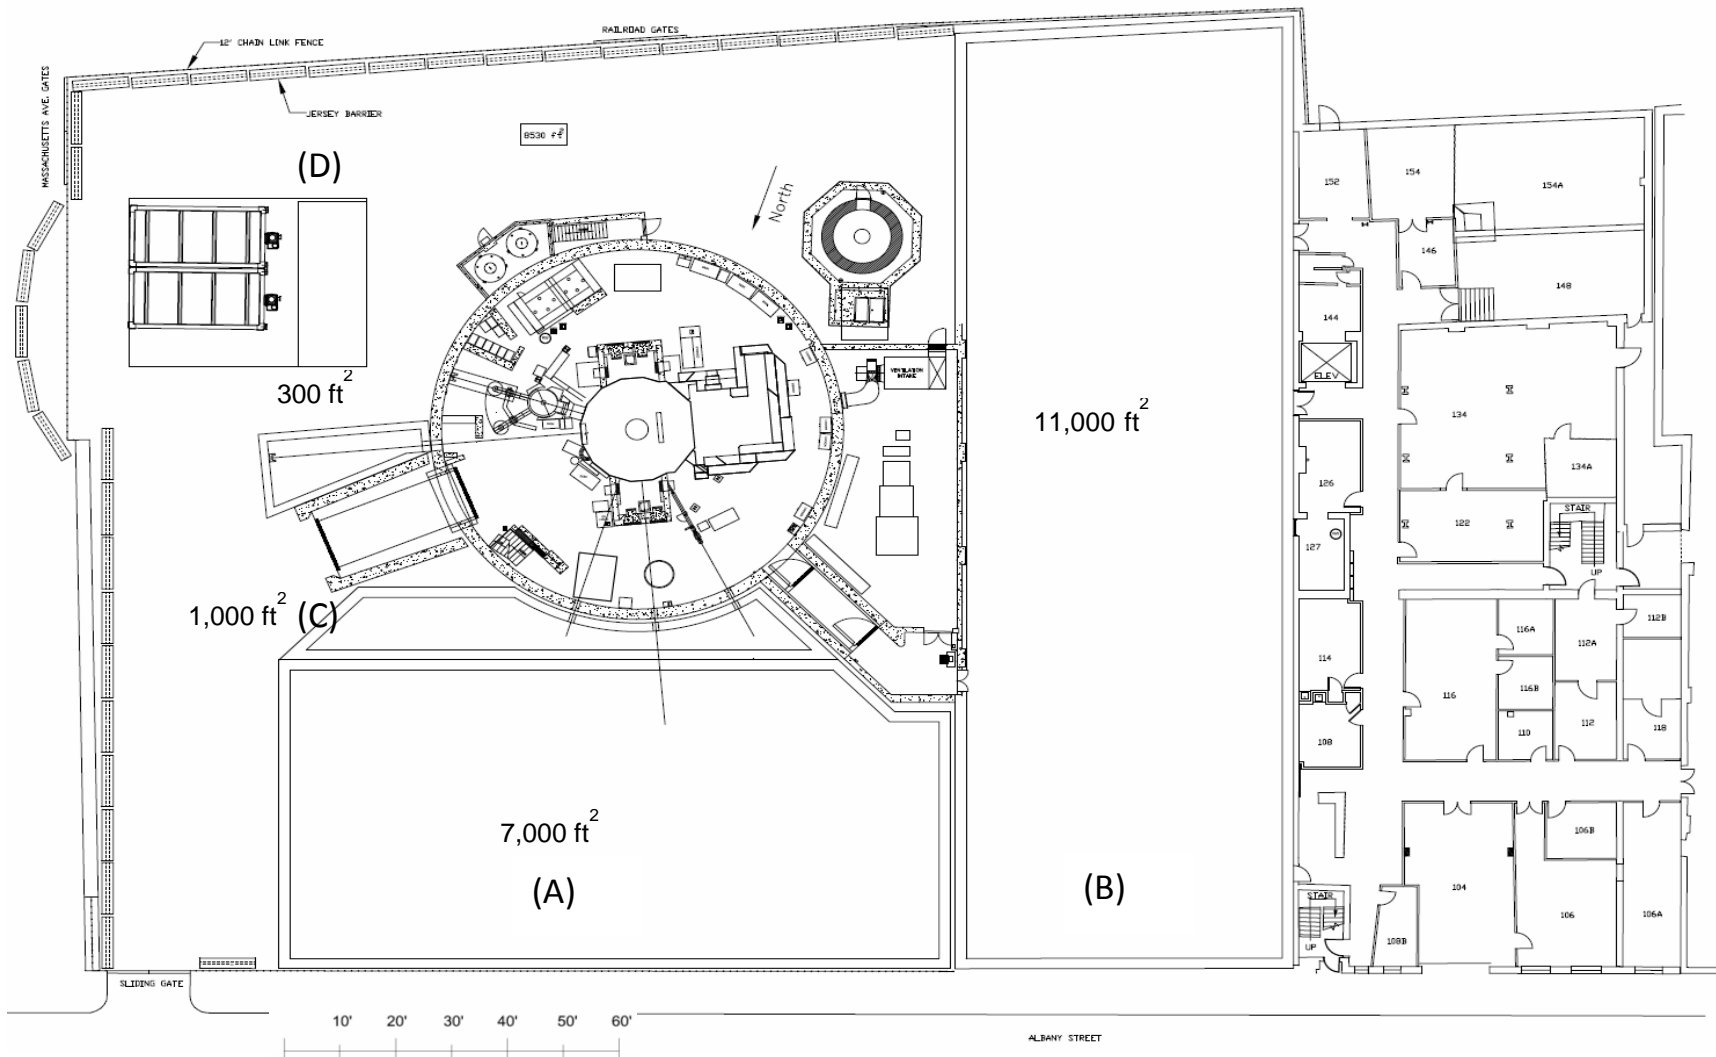 RAILROAD GATES
12' CHAIN LINK FENCE
MASSACHUSETTS AVE. GATES
JERSEY BARRIER
8530 ft²
(D)
North
152
154
154A
146
148
144
ELEV
VENTILATION
INTAKE
300 ft²
11,000 ft²
134
134A
126
122
STAIR
127
UP
1,000 ft² (C)
116A
112A
112B
114
116
116B
108
110
112
118
7,000 ft²
106B
(A)
(B)
104
STAIR
106
106A
UP
108B
SLIDING GATE
10' 20' 30' 40' 50' 60'
ALBANY STREET